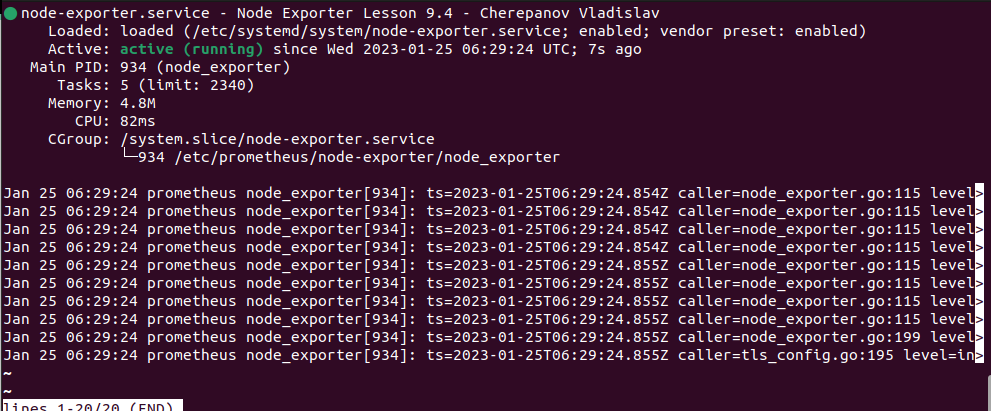 ●node-exporter.service - Node Exporter Lesson 9.4 - Cherepanov Vladislav
Loaded: loaded (/etc/systemd/system/node-exporter.service; enabled; vendor preset: enabled)
Active: active (running) since Wed 2023-01-25 06:29:24 UTC; 7s ago
Main PID: 934 (node_exporter)
Tasks: 5 (limit: 2340)
Memory: 4.8M
CPU: 82ms
CGroup: /system.slice/node-exporter.service
└─934 /etc/prometheus/node-exporter/node_exporter
Jan 25 06:29:24 prometheus node_exporter[934]: ts=2023-01-25T06:29:24.854Z caller=node_exporter.go:115 level>
Jan 25 06:29:24 prometheus node_exporter[934]: ts=2023-01-25T06:29:24.854Z caller=node_exporter.go:115 level>
Jan 25 06:29:24 prometheus node_exporter[934]: ts=2023-01-25T06:29:24.854Z caller=node_exporter.go:115 level>
Jan 25 06:29:24 prometheus node_exporter[934]: ts=2023-01-25T06:29:24.854Z caller=node_exporter.go:115 level>
Jan 25 06:29:24 prometheus node_exporter[934]: ts=2023-01-25T06:29:24.855Z caller=node_exporter.go:115 level>
Jan 25 06:29:24 prometheus node_exporter[934]: ts=2023-01-25T06:29:24.855Z caller=node_exporter.go:115 level>
Jan 25 06:29:24 prometheus node_exporter[934]: ts=2023-01-25T06:29:24.855Z caller=node_exporter.go:115 level>
Jan 25 06:29:24 prometheus node_exporter[934]: ts=2023-01-25T06:29:24.855Z caller=node_exporter.go:115 level>
Jan 25 06:29:24 prometheus node_exporter[934]: ts=2023-01-25T06:29:24.855Z caller=node_exporter.go:199 level>
Jan 25 06:29:24 prometheus node_exporter[934]: ts=2023-01-25T06:29:24.855Z caller=tls_config.go:195 level=in>
~
~
lines 1-20/20 (END)